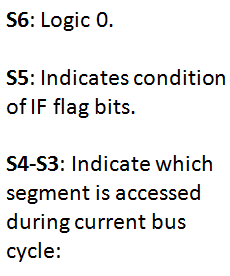 S6: Logic 0.
S5: Indicates condition
of IF flag bits.
S4-S3: Indicate which
segment is accessed
during current bus
cycle: